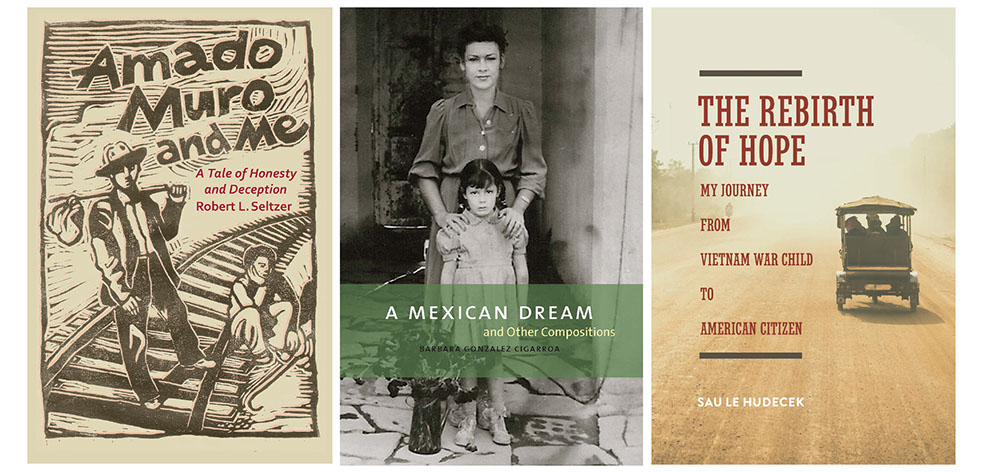 Amado
Muro
and Me
A Tale of Honesty
and Deception
Robert L. Seltzer
A MEXICAN DREAM
and Other Compositions
BARBARA GONZALEZ CIGARROA
THE REBIRTH
OF HOPE
MY JOURNEY
FROM
VIETNAM WAR CHILD
TO
AMERICAN CITIZEN
SAU LE HUDECEK